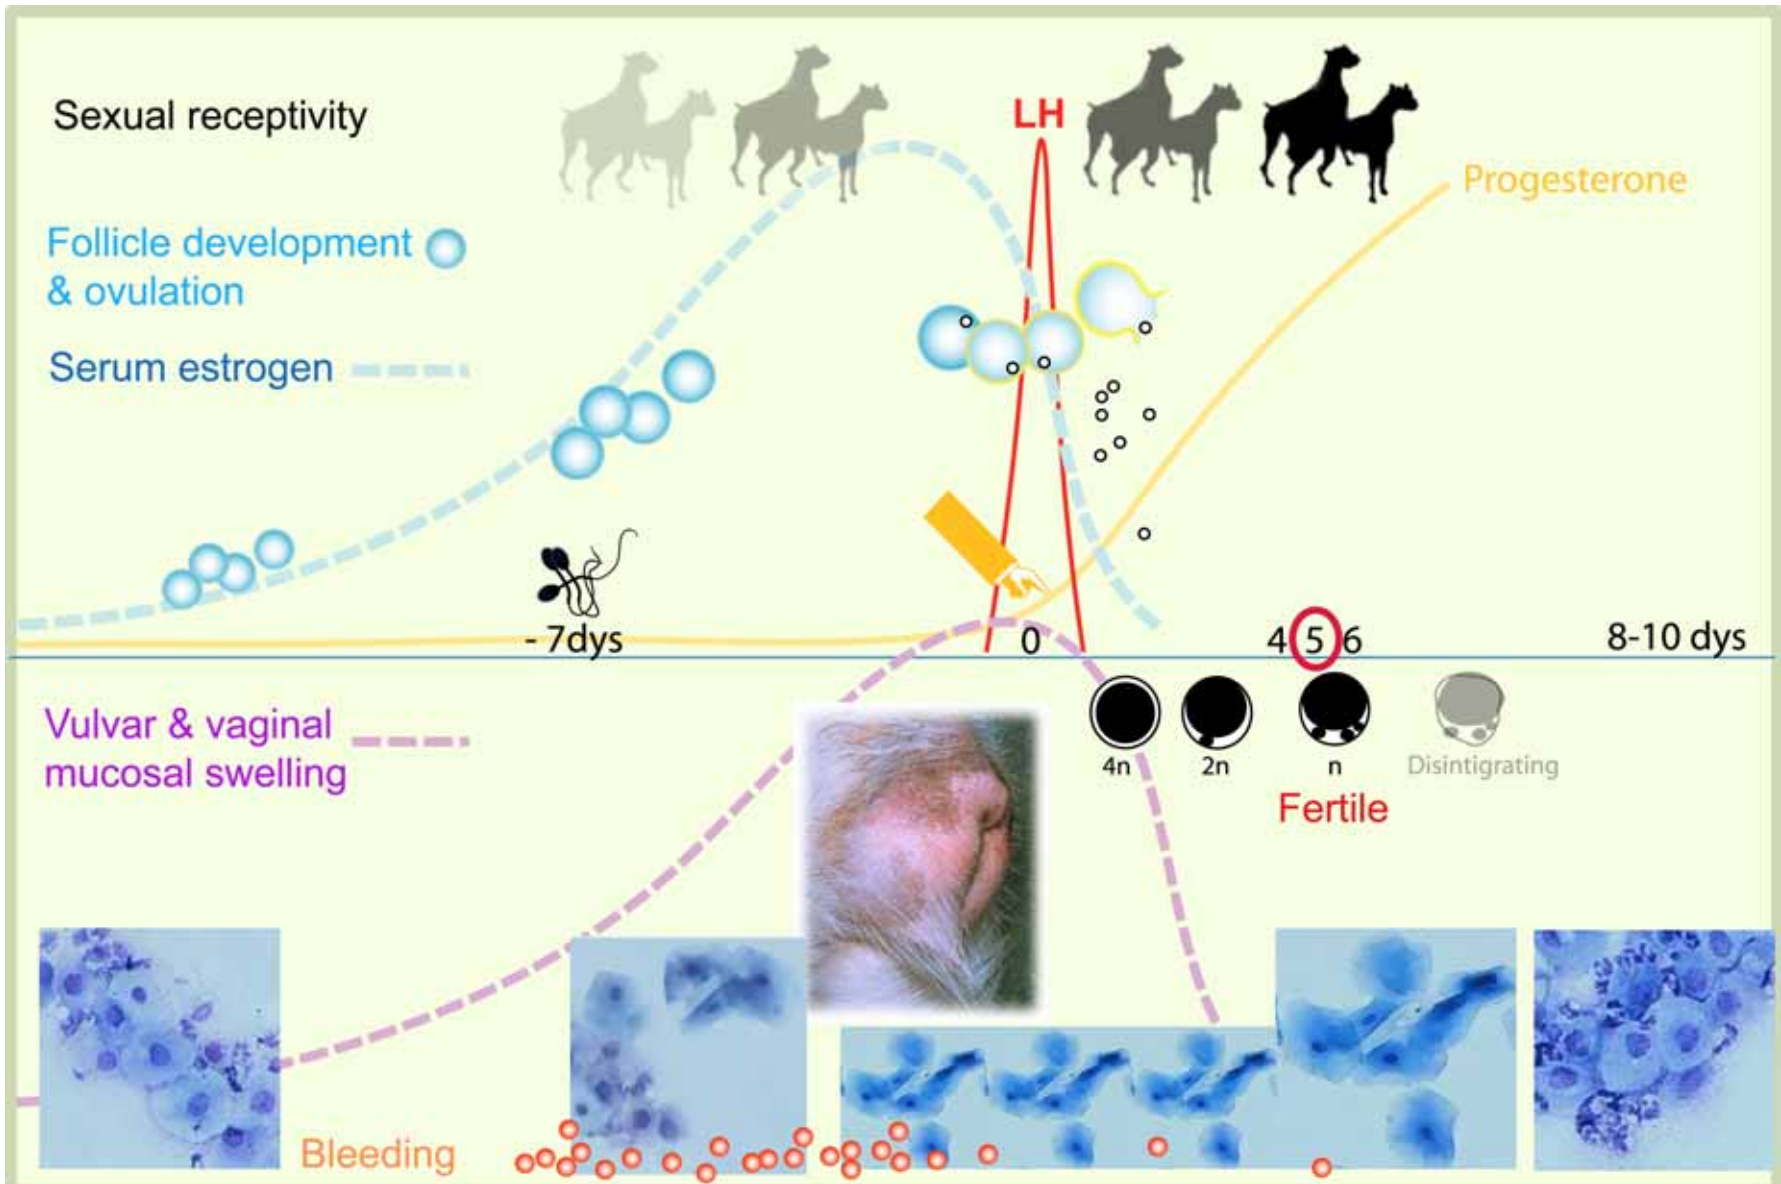 Sexual receptivity
LH
Progesterone
Follicle development
& ovulation
Serum estrogen
- 7dys
0
4 5 6
8-10 dys
Vulvar & vaginal
mucosal swelling
4n
2n
n
Disintigrating
Fertile
Bleeding